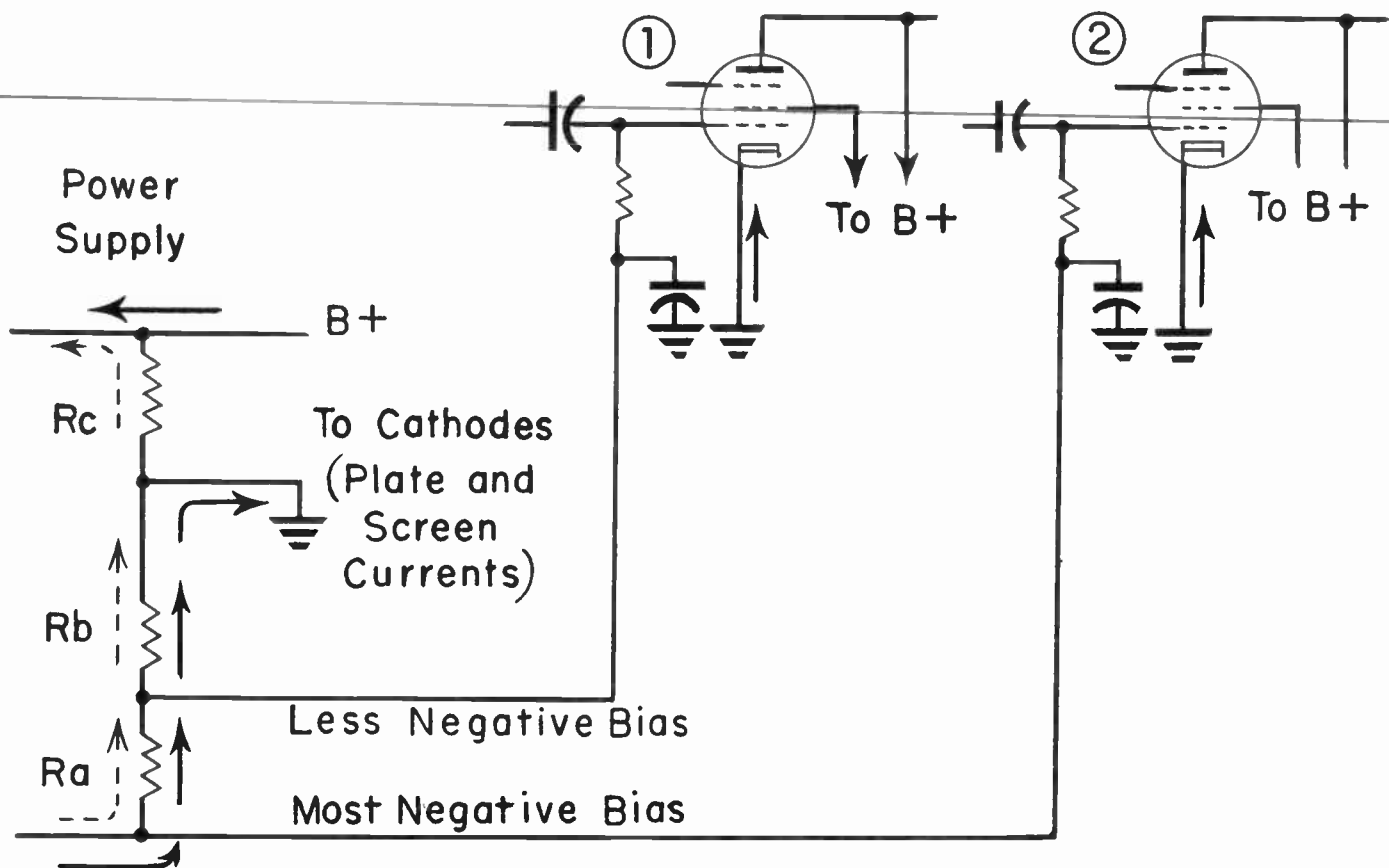 ①
②
Power
Supply
To B+
To B+
B+
Rc
To Cathodes
(Plate and
Screen
Currents)
Rb
Less Negative Bias
Ra
Most Negative Bias